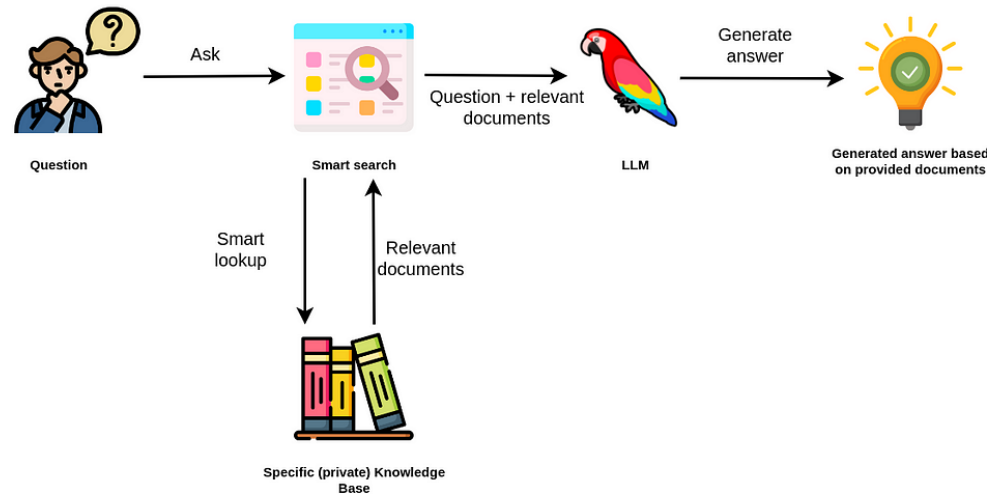 ?
Ask
Generate
answer
Question + relevant
documents
Question
Smart search
LLM
Generated answer based
on provided documents
Smart
lookup
Relevant
documents
Specific (private) Knowledge
Base